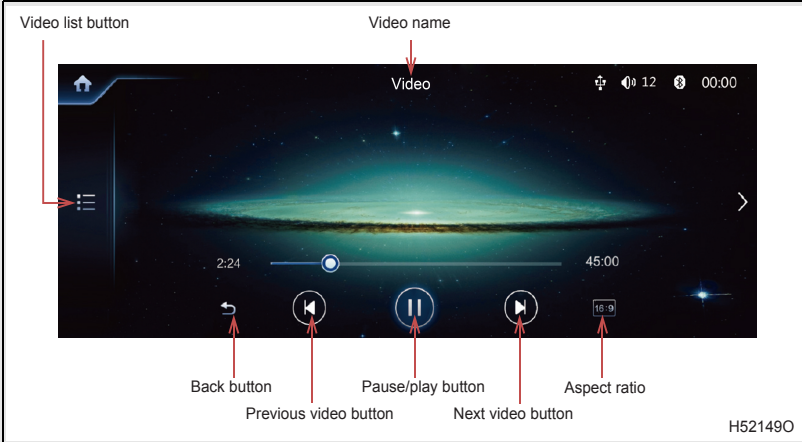 Video list button
Video name
Video
12
00:00
2:24
45:00
16:9
Back button
Pause/play button
Aspect ratio
Previous video button
Next video button
H52149O